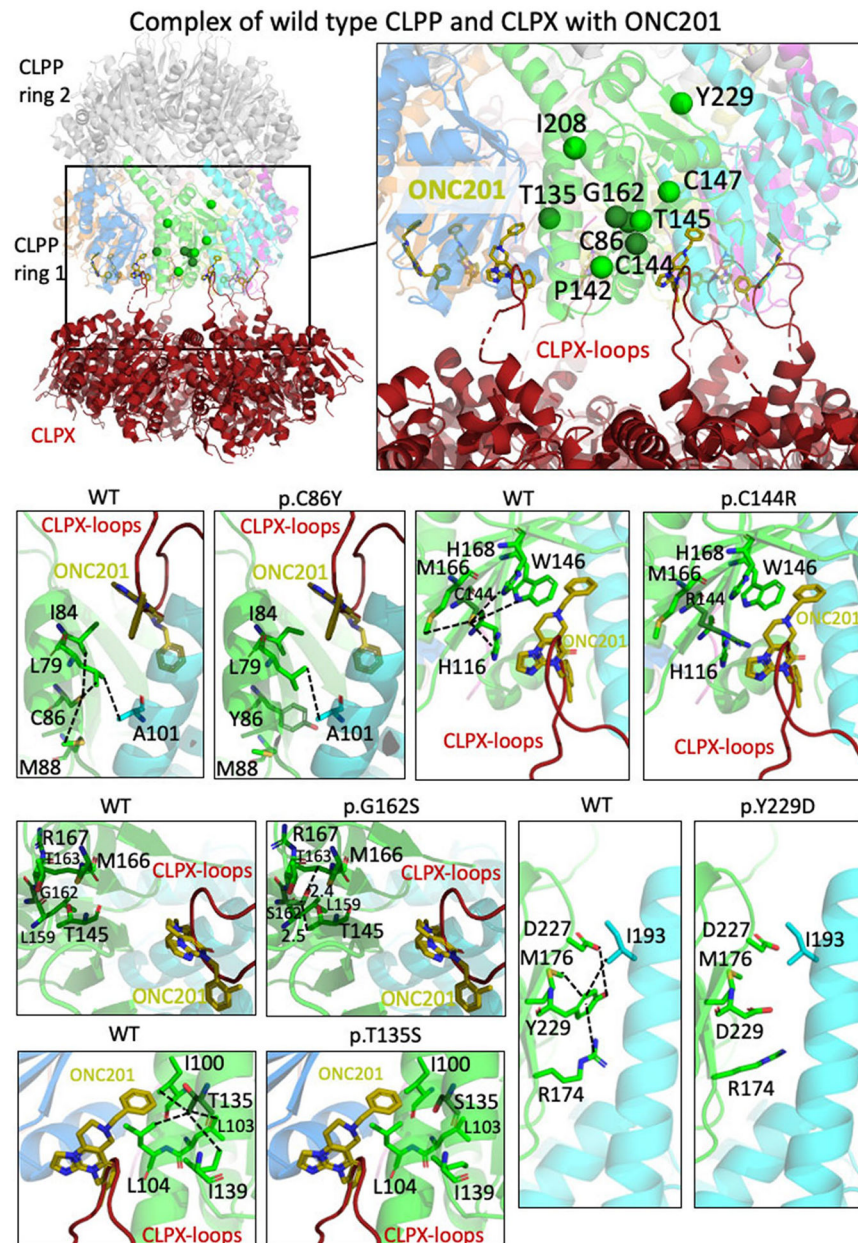 Complex of wild type CLPP and CLPX with ONC201
CLPP
ring 2
CLPP
ring 1
CLPX
Y229
I208
ONC201
T135
G162
C147
T145
C86
C144
P142
CLPX-loops
WT
p.C86Y
WT
p.C144R
CLPX-loops
ONC201
I84
L79
C86
A101
M88
CLPX-loops
ONC201
I84
L79
Y86
A101
M88
H168
M166
W146
C144
ONC201
H116
CLPX-loops
H168
M166
W146
R144
ONC201
H116
CLPX-loops
WT
p.G162S
WT
p.Y229D
R167
T163
M166
CLPX-loops
G162
L159
T145
ONC201
R167
T163
M166
CLPX-loops
2.4
S162
L159
2.5
T145
ONC201
D227
I193
M176
Y229
R174
D227
I193
M176
D229
R174
WT
p.T135S
I100
ONC201
T135
L103
L104
I139
CLPX-loops
I100
ONC201
S135
L103
L104
I139
CLPX-loops